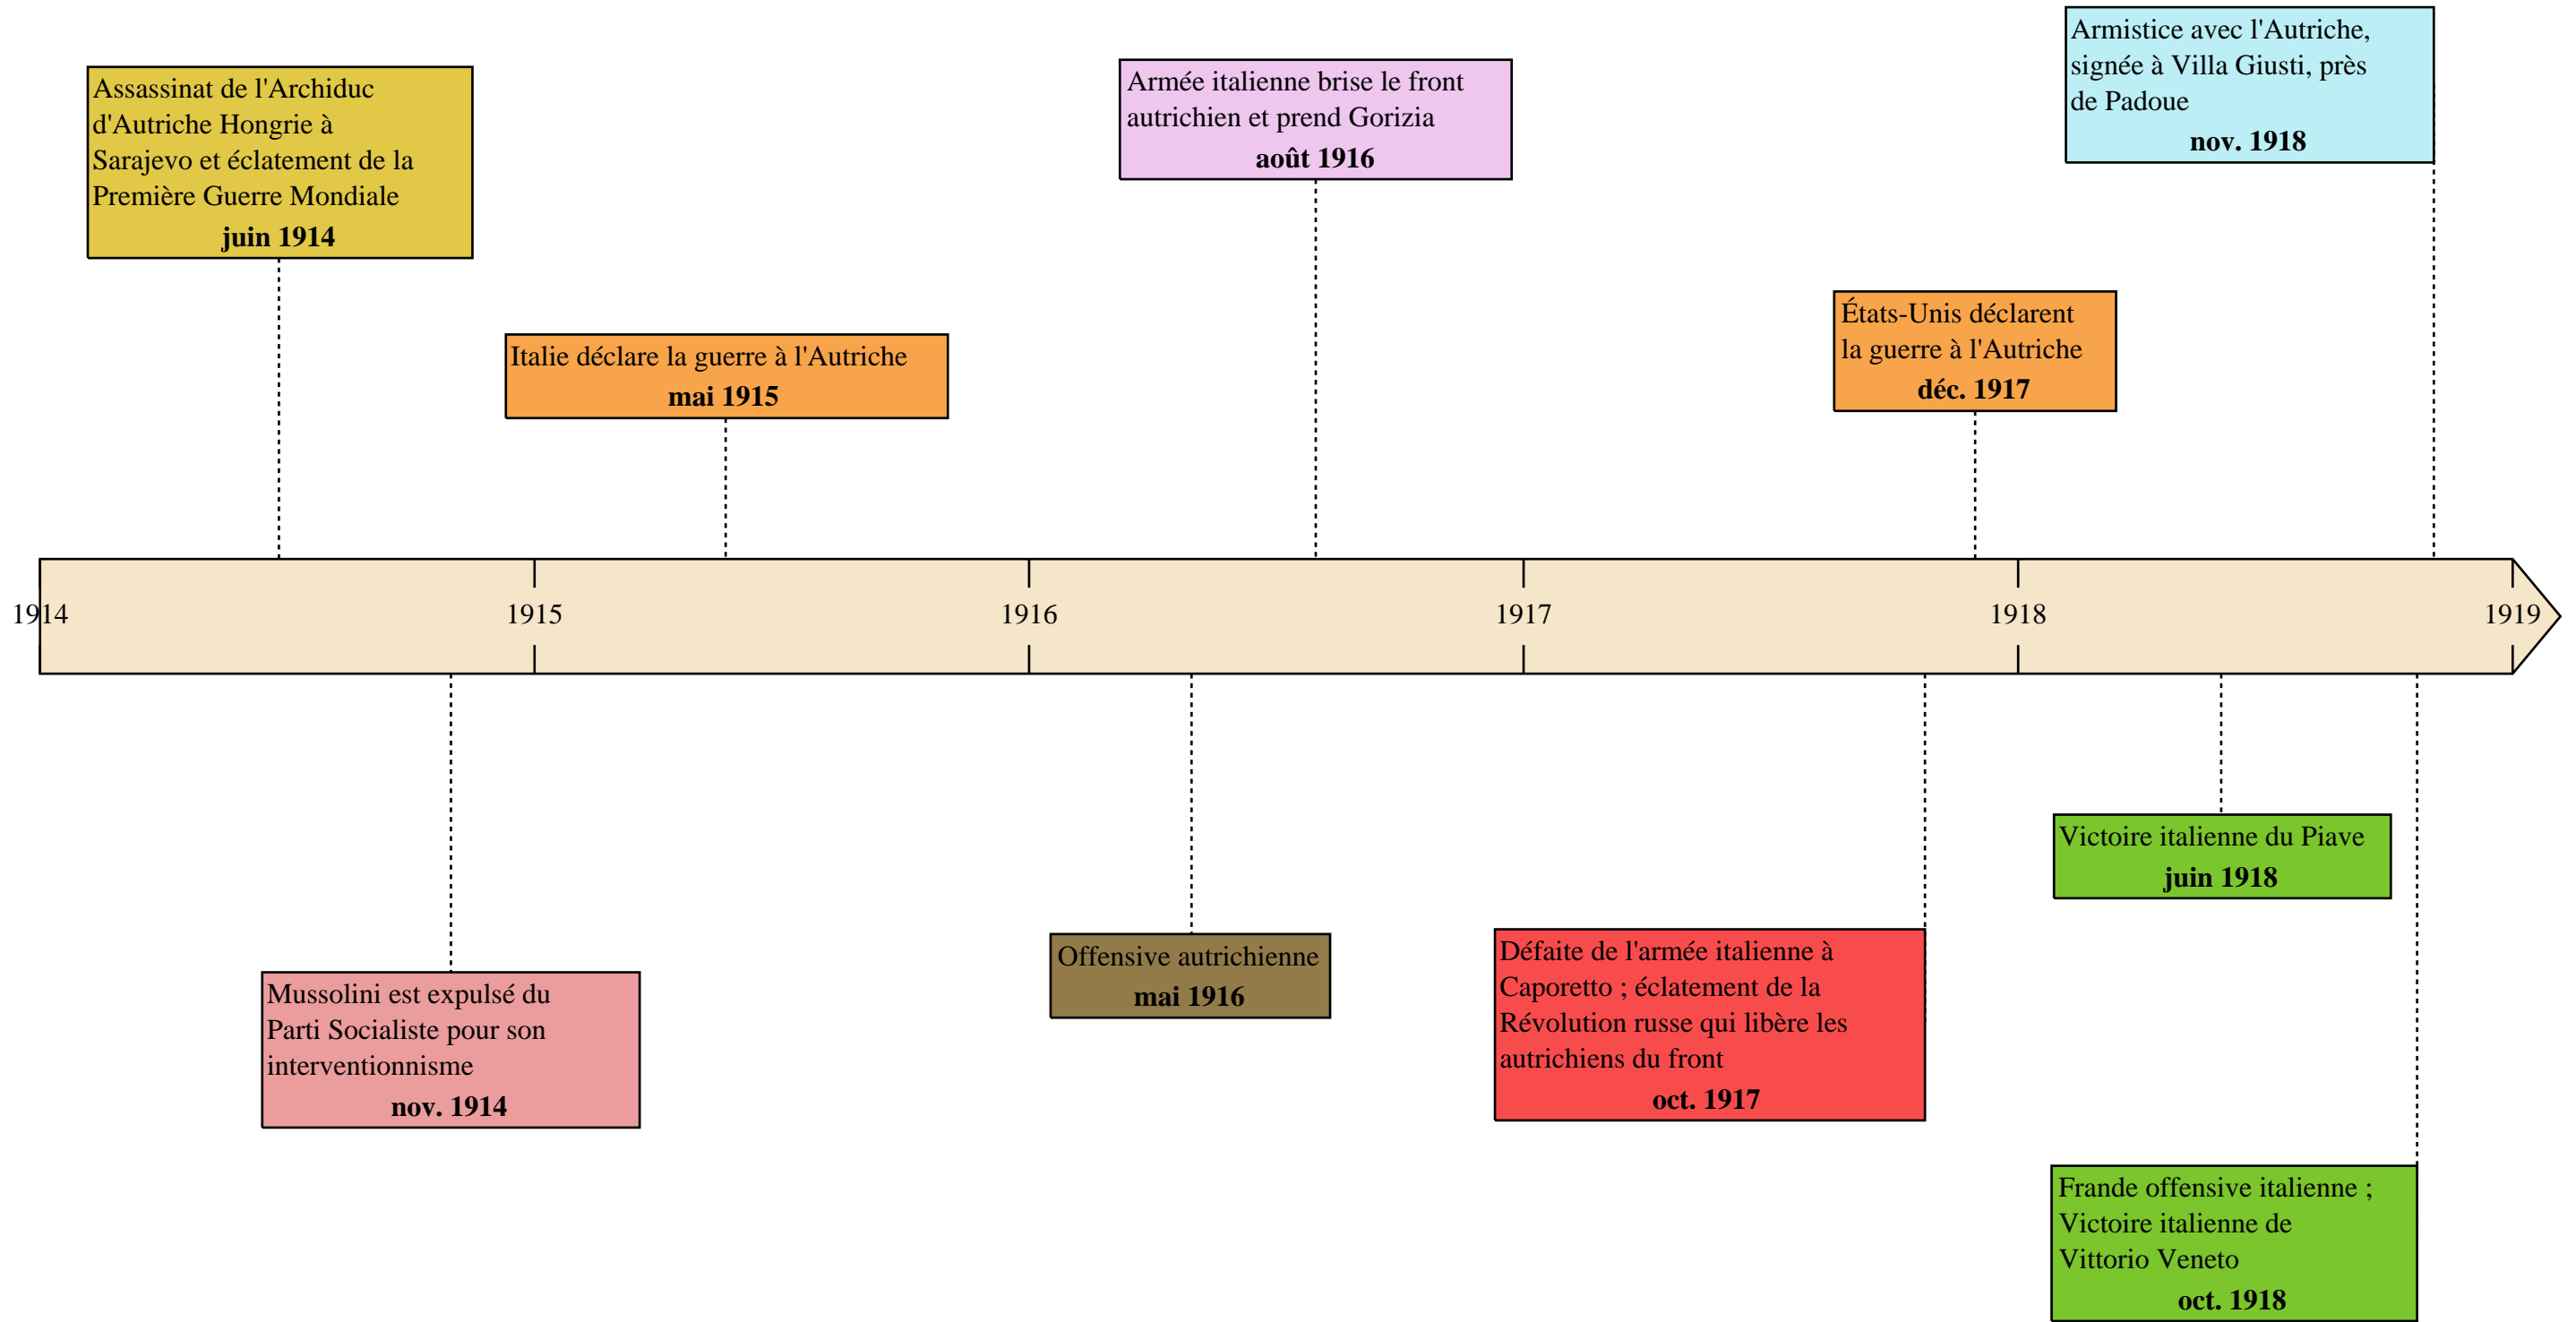 Armistice avec l'Autriche,
signée à Villa Giusti, près
de Padoue
nov. 1918
Assassinat de l'Archiduc
d'Autriche Hongrie à
Sarajevo et éclatement de la
Première Guerre Mondiale
juin 1914
Armée italienne brise le front
autrichien et prend Gorizia
août 1916
États-Unis déclarent
la guerre à l'Autriche
déc. 1917
Italie déclare la guerre à l'Autriche
mai 1915
1914 1915 1916 1917 1918 1919
Victoire italienne du Piave
juin 1918
Offensive autrichienne
mai 1916
Défaite de l'armée italienne à
Caporetto ; éclatement de la
Révolution russe qui libère les
autrichiens du front
oct. 1917
Mussolini est expulsé du
Parti Socialiste pour son
interventionnisme
nov. 1914
Frande offensive italienne ;
Victoire italienne de
Vittorio Veneto
oct. 1918